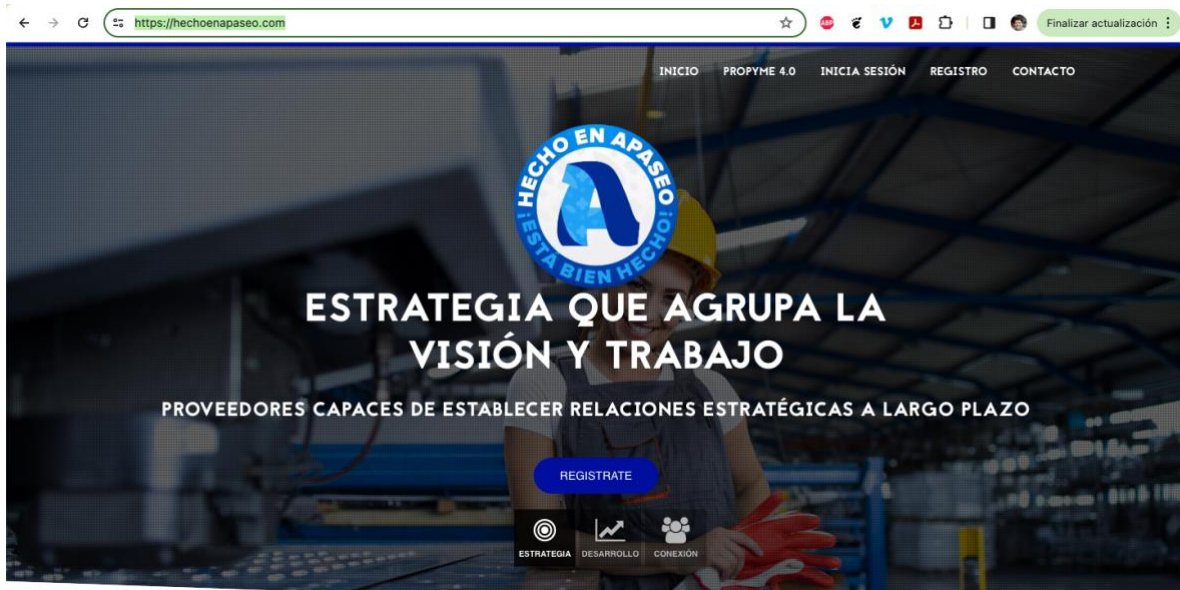 https://hechoenapaseo.com
ABP
Finalizar actualización
INICIO PROPYME 4.0 INICIA SESIÓN REGISTRO CONTACTO
HECHO EN APASEO
¡ESTÁ BIEN HECHO!
A
ESTRATEGIA QUE AGRUPA LA
VISIÓN Y TRABAJO
PROVEEDORES CAPACES DE ESTABLECER RELACIONES ESTRATÉGICAS A LARGO PLAZO
REGISTRATE
ESTRATEGIA DESARROLLO CONEXIÓN